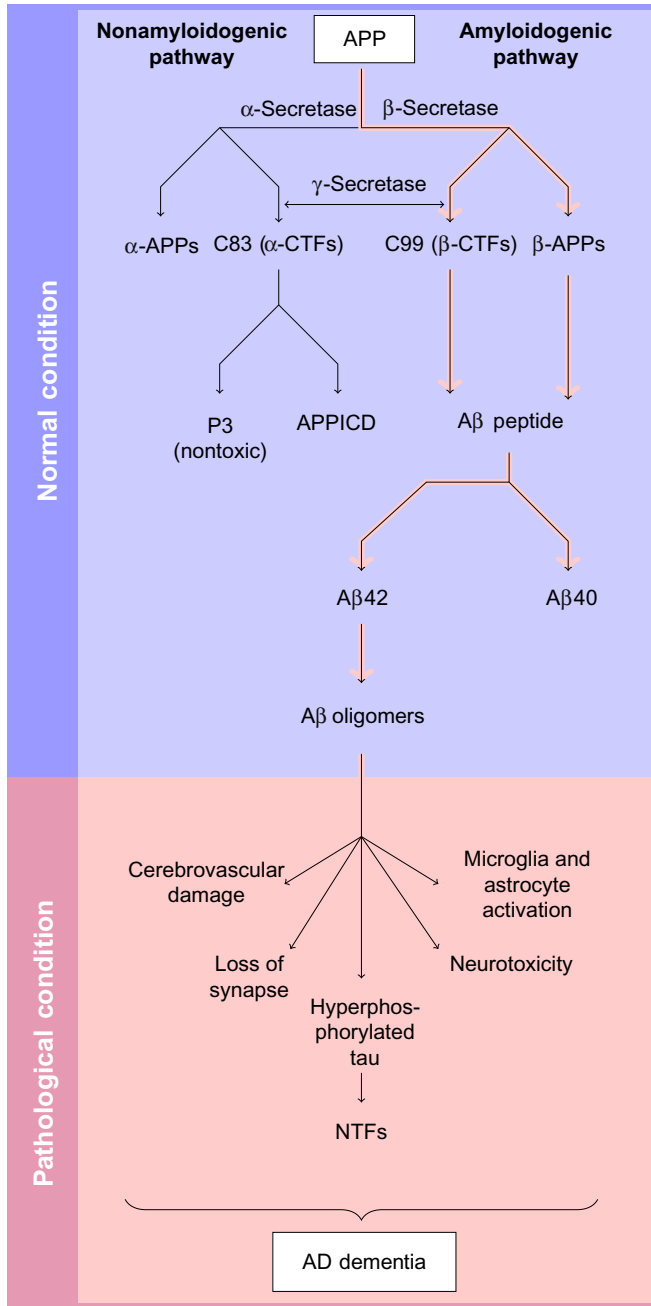 Nonamyloidogenic
pathway
APP
Amyloidogenic
pathway
α-Secretase
β-Secretase
γ-Secretase
α-APPs
C83 (α-CTFs)
C99 (β-CTFs)
β-APPs
P3
(nontoxic)
APPICD
Aβ peptide
Aβ42
Aβ40
Aβ oligomers
Normal condition
Cerebrovascular
damage
Microglia and
astrocyte
activation
Loss of
synapse
Neurotoxicity
Hyperphos-
phorylated
tau
NTFs
Pathological condition
AD dementia